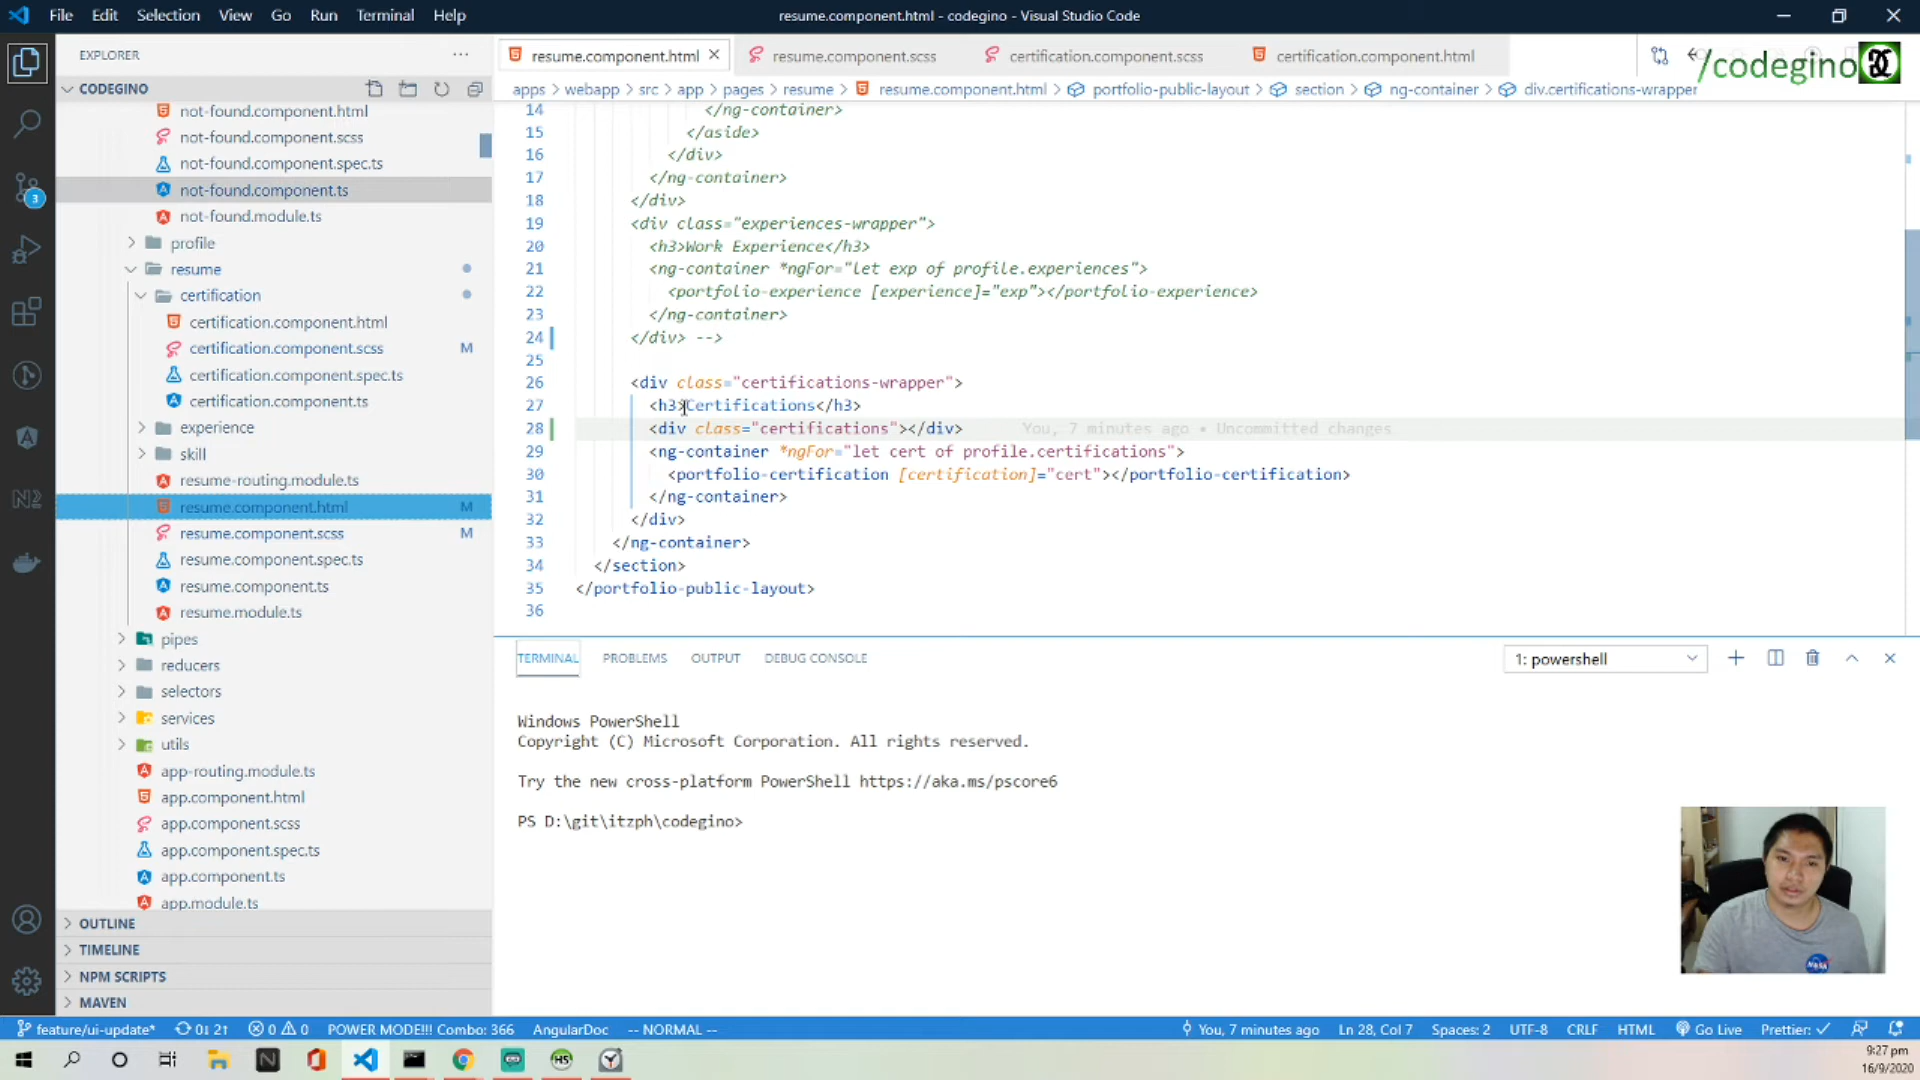 File Edit Selection View Go Run Terminal Help
resume.component.html - codegino - Visual Studio Code
EXPLORER
resume.component.html
resume.component.scss
certification.component.scss
certification.component.html
/codegino
CODEGINO
apps > webapp > src > app > pages > resume > resume.component.html > portfolio-public-layout > section > ng-container > div.certifications-wrapper
not-found.component.html
not-found.component.scss
not-found.component.spec.ts
not-found.component.ts
not-found.module.ts
profile
resume
certification
certification.component.html
certification.component.scss M
certification.component.spec.ts
certification.component.ts
experience
skill
resume-routing.module.ts
resume.component.html M
resume.component.scss M
resume.component.spec.ts
resume.component.ts
resume.module.ts
pipes
reducers
selectors
services
utils
app-routing.module.ts
app.component.html
app.component.scss
app.component.spec.ts
app.component.ts
app.module.ts
OUTLINE
TIMELINE
NPM SCRIPTS
MAVEN
3
14 </ng-container>
15 </aside>
16 </div>
17 </ng-container>
18 </div>
19 <div class="experiences-wrapper">
20 <h3>Work Experience</h3>
21 <ng-container *ngFor="let exp of profile.experiences">
22 <portfolio-experience [experience]="exp"></portfolio-experience>
23 </ng-container>
24 </div> -->
25
26 <div class="certifications-wrapper">
27 <h3>Certifications</h3>
28 <div class="certifications"></div> You, 7 minutes ago • Uncommitted changes
29 <ng-container *ngFor="let cert of profile.certifications">
30 <portfolio-certification [certification]="cert"></portfolio-certification>
31 </ng-container>
32 </div>
33 </ng-container>
34 </section>
35 </portfolio-public-layout>
36
TERMINAL PROBLEMS OUTPUT DEBUG CONSOLE
1: powershell
Windows PowerShell
Copyright (C) Microsoft Corporation. All rights reserved.
Try the new cross-platform PowerShell https://aka.ms/pscore6
PS D:\git\itzph\codegino>
NASA
feature/ui-update* 0↓ 2↑ 0 0 POWER MODE!!! Combo: 366 AngularDoc -- NORMAL --
You, 7 minutes ago Ln 28, Col 7 Spaces: 2 UTF-8 CRLF HTML Go Live Prettier: ✓
9:27 pm
16/9/2020